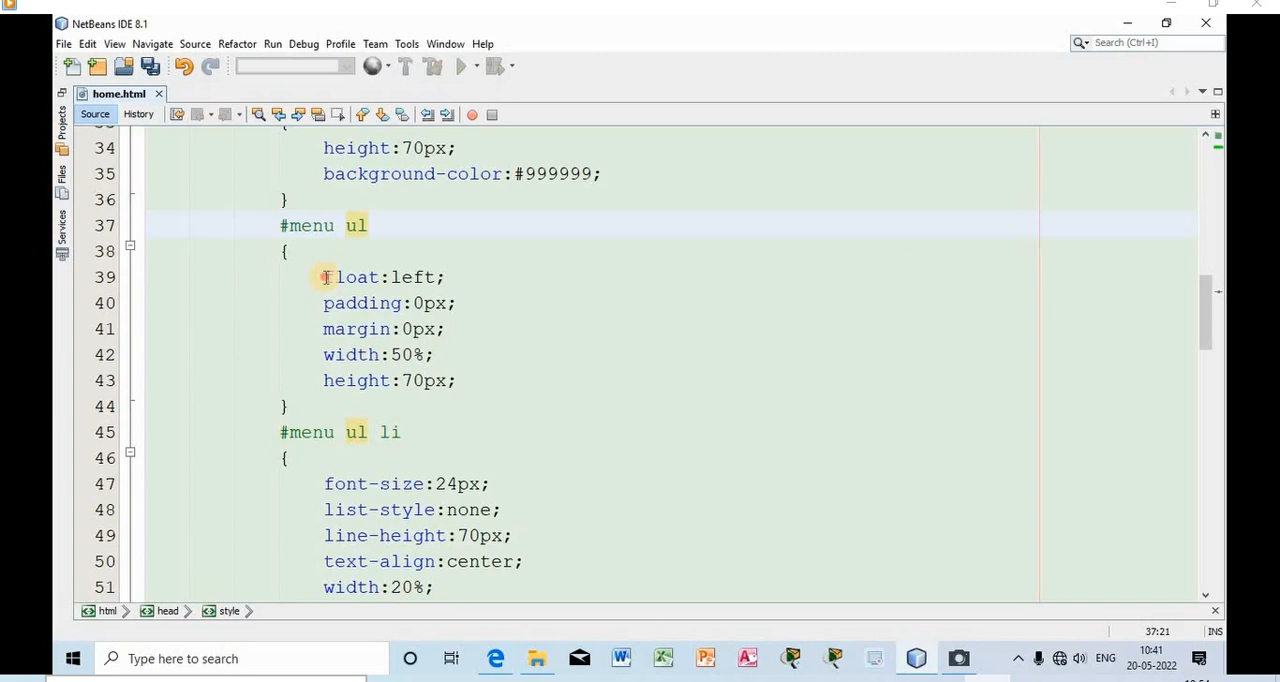 NetBeans IDE 8.1
File Edit View Navigate Source Refactor Run Debug Profile Team Tools Window Help
Search (Ctrl+I)
home.html
Source History
Projects
Files
Services
{
34 height:70px;
35 background-color:#999999;
36 }
37 #menu ul
38 {
39 float:left;
40 padding:0px;
41 margin:0px;
42 width:50%;
43 height:70px;
44 }
45 #menu ul li
46 {
47 font-size:24px;
48 list-style:none;
49 line-height:70px;
50 text-align:center;
51 width:20%;
html head style
37:21 INS
Type here to search
ENG
10:41
20-05-2022